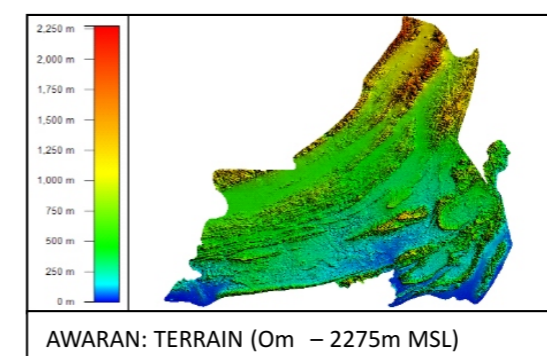 2,250 m
2,000 m
1,750 m
1,500 m
1,250 m
1,000 m
750 m
500 m
250 m
0 m
AWARAN: TERRAIN (Om – 2275m MSL)